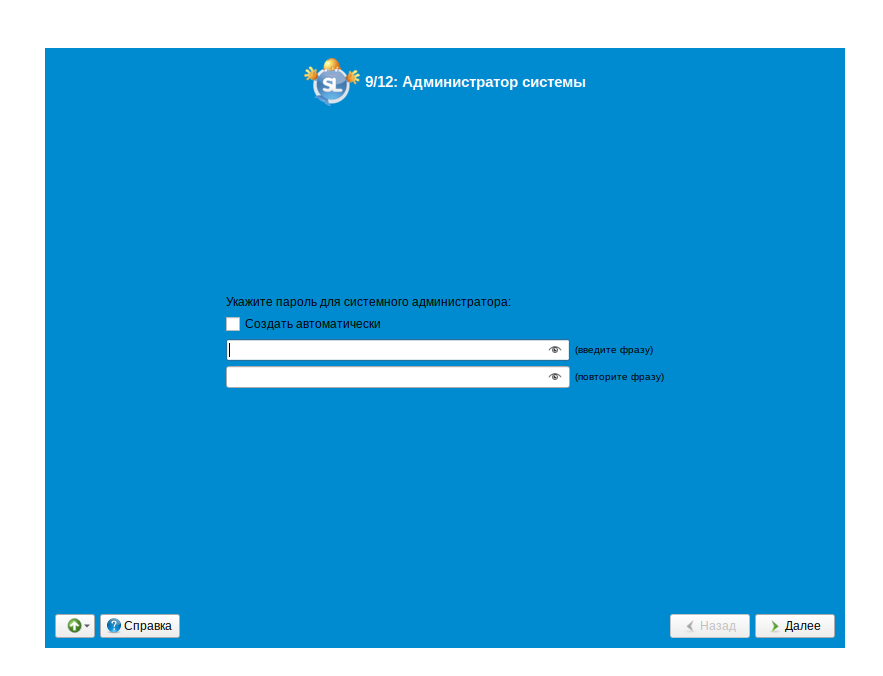 SL
9/12: Администратор системы
Укажите пароль для системного администратора:
Создать автоматически
(введите фразу)
(повторите фразу)
Справка
Назад
Далее